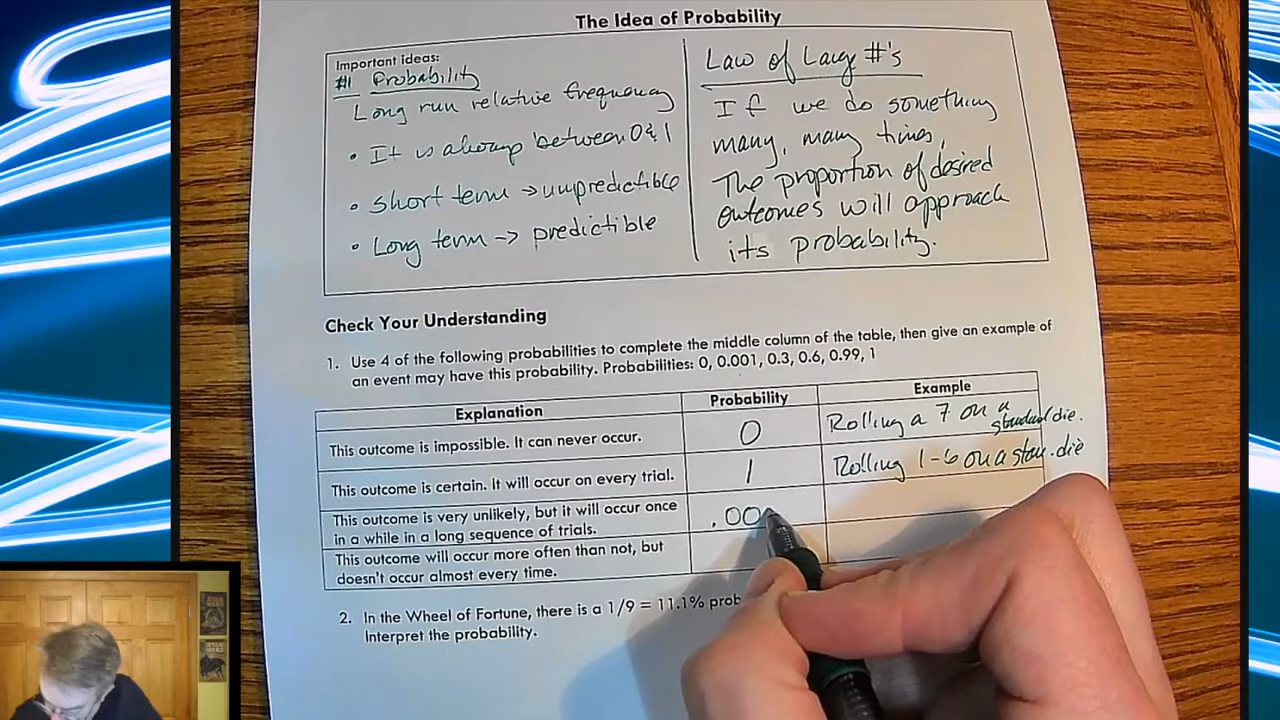 The Idea of Probability
Important ideas:
#1 Probability
Long run relative frequency
• It is always between 0 & 1
• short term → unpredictible
• Long term → predictible
Law of Large #'s
If we do something
many, many times,
The proportion of desired
outcomes will approach
its probability.
Check Your Understanding
1. Use 4 of the following probabilities to complete the middle column of the table, then give an example of
an event may have this probability. Probabilities: 0, 0.001, 0.3, 0.6, 0.99, 1
Explanation Probability Example
This outcome is impossible. It can never occur. 0 Rolling a 7 on a
standard die.
This outcome is certain. It will occur on every trial. 1 Rolling 1-6 on a stan. die
This outcome is very unlikely, but it will occur once .00
in a while in a long sequence of trials.
This outcome will occur more often than not, but
doesn't occur almost every time.
2. In the Wheel of Fortune, there is a 1/9 = 11.1% prob
Interpret the probability.